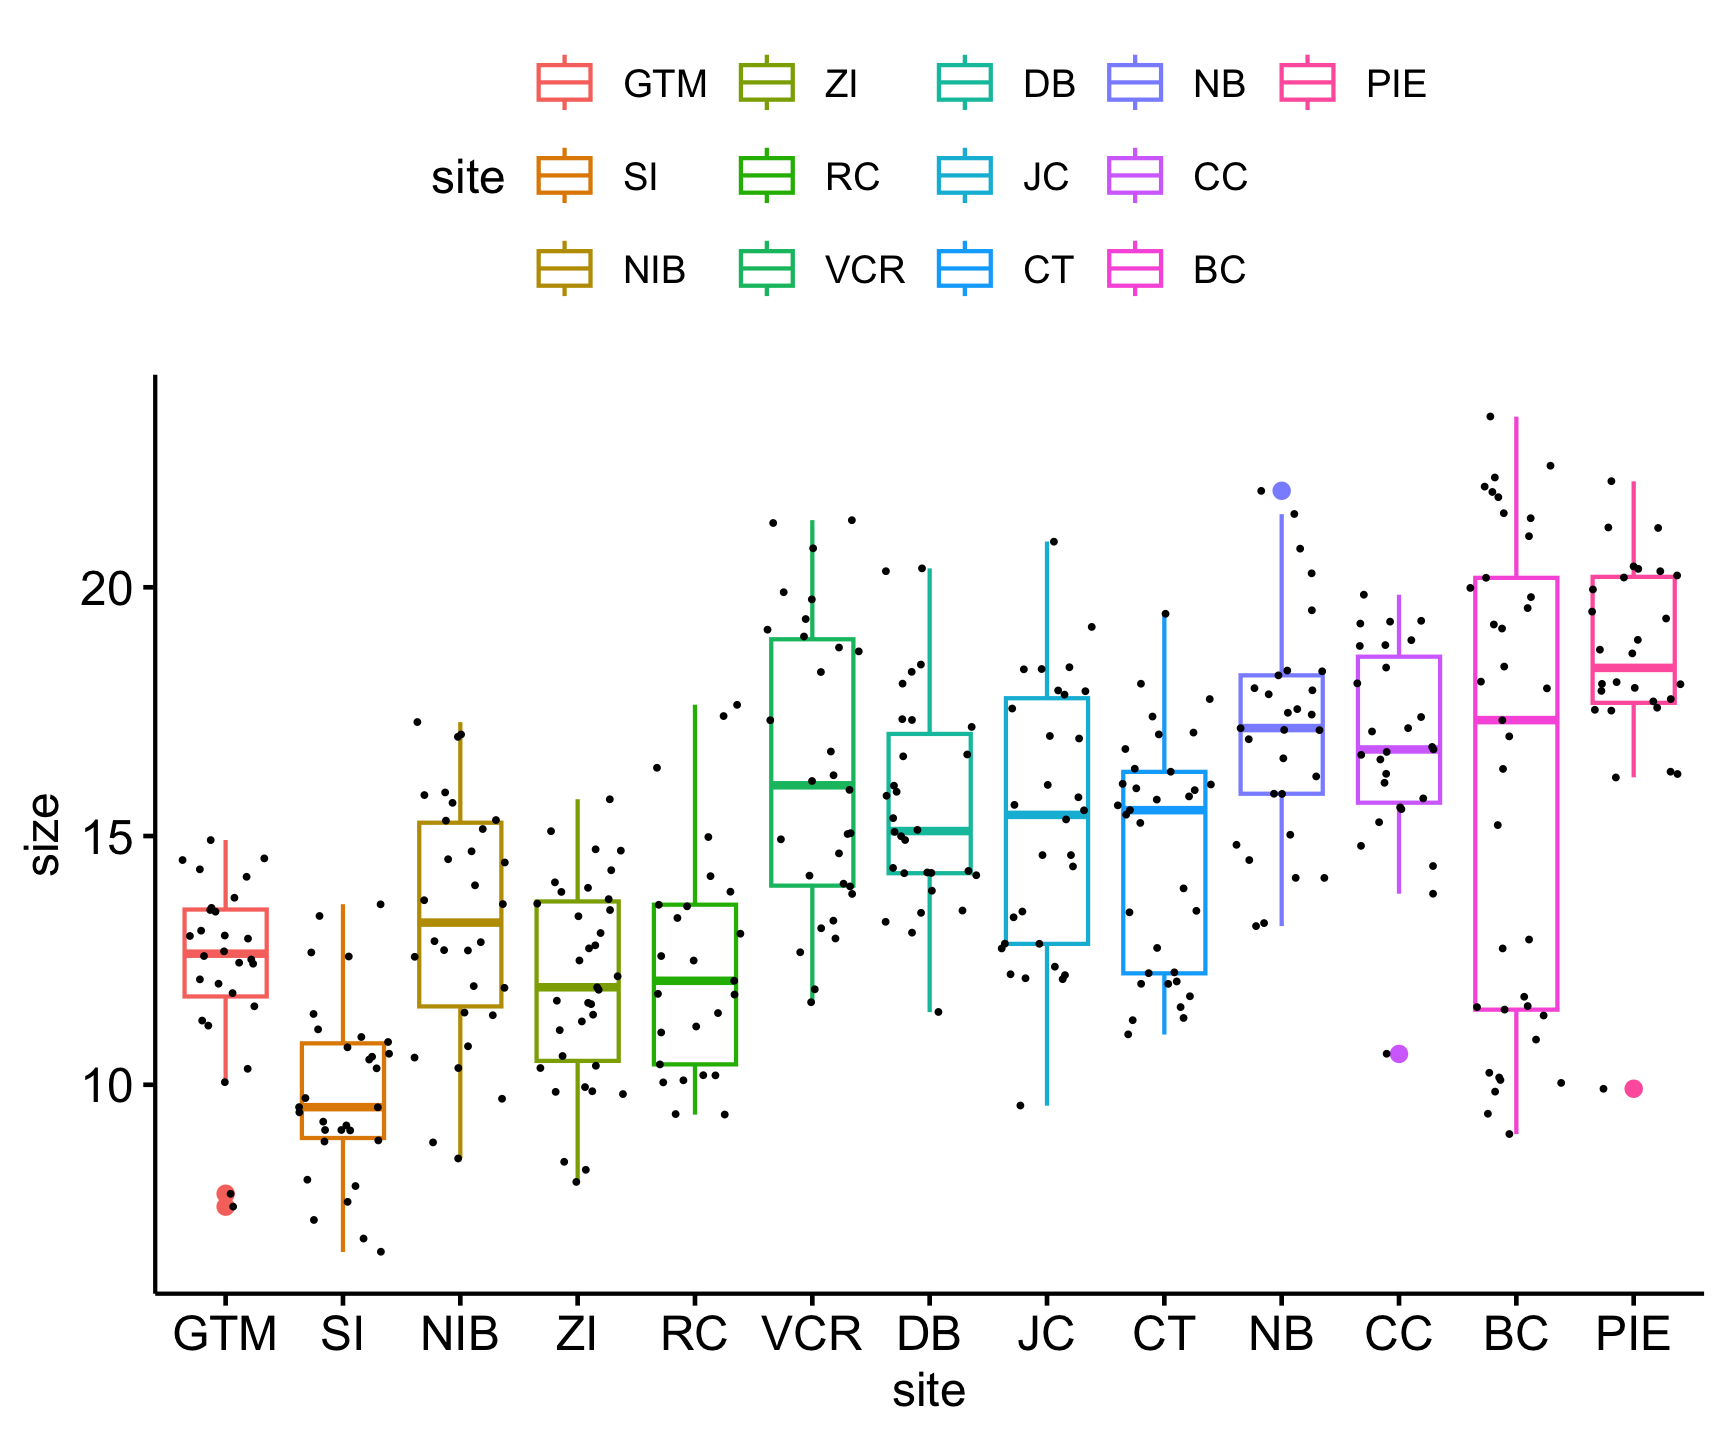 GTM ZI DB NB PIE
site SI RC JC CC
NIB VCR CT BC
20
15
10
size
GTM SI NIB ZI RC VCR DB JC CT NB CC BC PIE
site